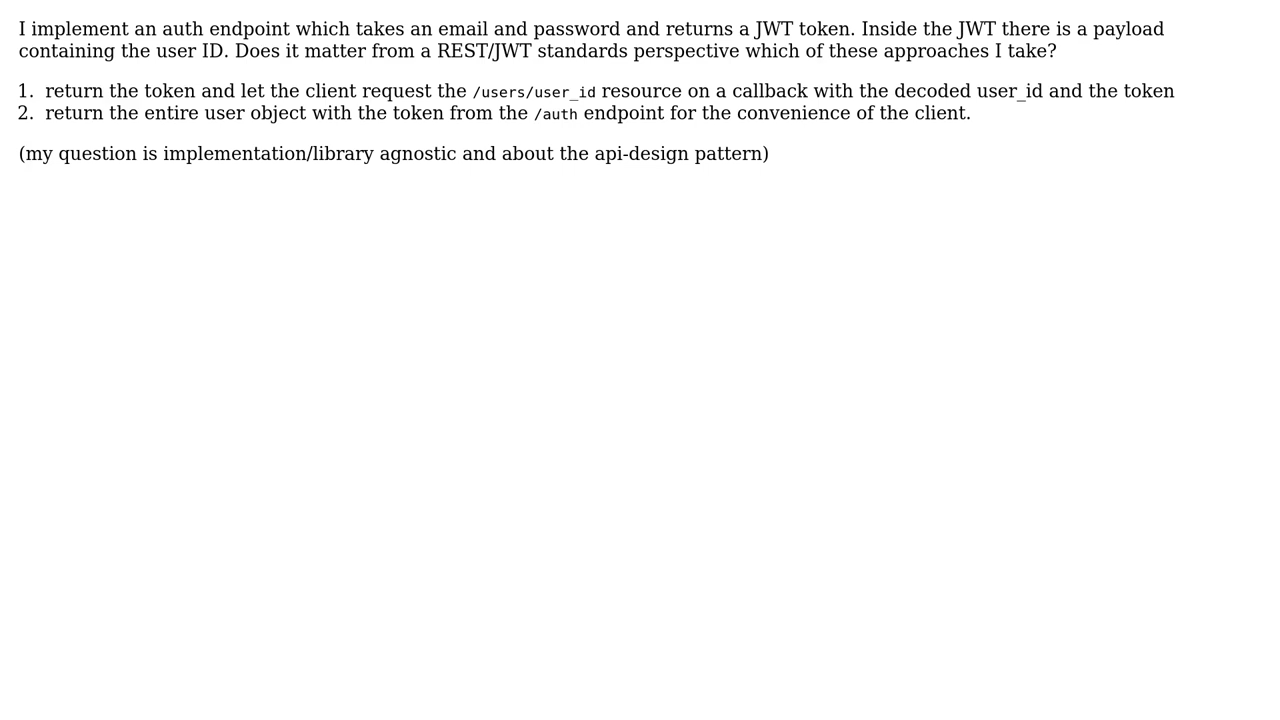 I implement an auth endpoint which takes an email and password and returns a JWT token. Inside the JWT there is a payload
containing the user ID. Does it matter from a REST/JWT standards perspective which of these approaches I take?
1. return the token and let the client request the /users/user_id resource on a callback with the decoded user_id and the token
2. return the entire user object with the token from the /auth endpoint for the convenience of the client.
(my question is implementation/library agnostic and about the api-design pattern)